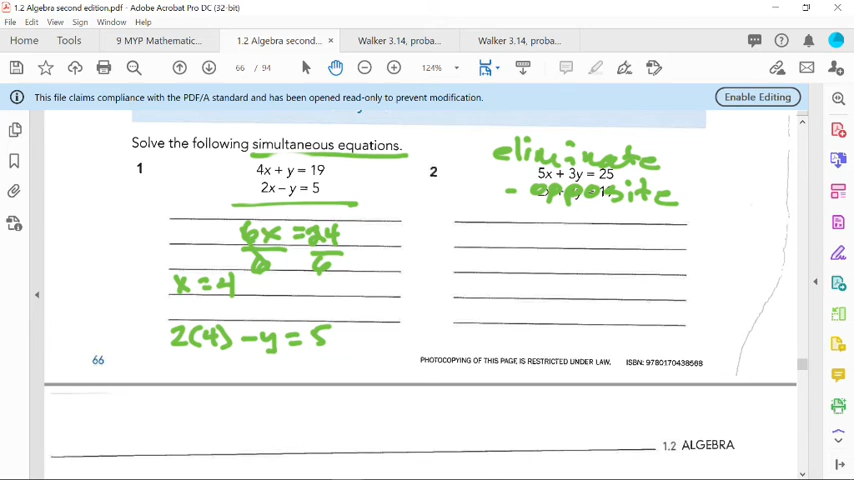 1.2 Algebra second edition.pdf - Adobe Acrobat Pro DC (32-bit)
File Edit View Sign Window Help
Home Tools 9 MYP Mathematic... 1.2 Algebra second... × Walker 3.14, proba... Walker 3.14, proba...
66 / 94 124%
This file claims compliance with the PDF/A standard and has been opened read-only to prevent modification. Enable Editing
Solve the following simultaneous equations.
eliminate
1 4x + y = 19
2x – y = 5
2 5x + 3y = 25
- opposite
6x = 24
6 6
x = 4
2(4) - y = 5
66 PHOTOCOPYING OF THIS PAGE IS RESTRICTED UNDER LAW. ISBN: 9780170438568
1.2 ALGEBRA